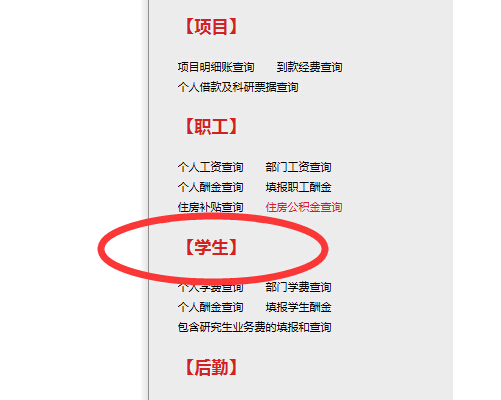 【项目】
项目明细账查询 到款经费查询
个人借款及科研票据查询
【职工】
个人工资查询 部门工资查询
个人酬金查询 填报职工酬金
住房补贴查询 住房公积金查询
【学生】
个人学费查询 部门学费查询
个人酬金查询 填报学生酬金
包含研究生业务费的填报和查询
【后勤】